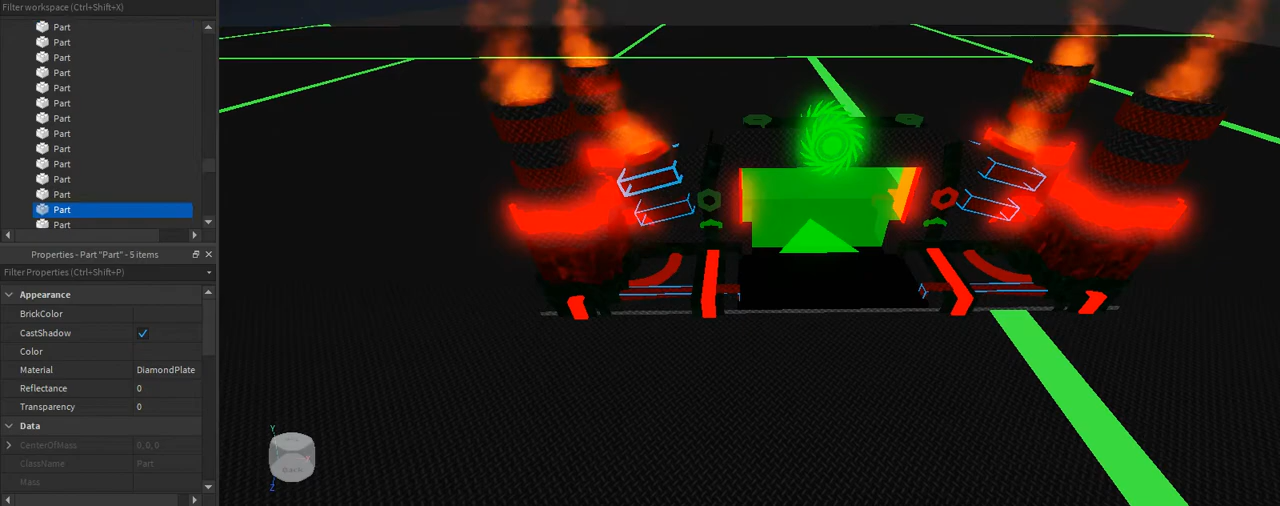 Filter workspace (Ctrl+Shift+X)
Part
Part
Part
Part
Part
Part
Part
Part
Part
Part
Part
Part
Part
Part
Properties - Part "Part" - 5 items
Filter Properties (Ctrl+Shift+P)
Appearance
BrickColor
CastShadow
Color
Material DiamondPlate
Reflectance 0
Transparency 0
Data
CenterOfMass 0, 0, 0
ClassName Part
Mass
Y
Back
Z